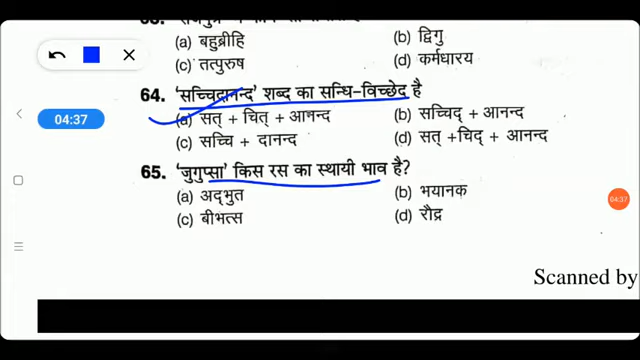 (a) बहुब्रीहि (b) द्विगु
(c) तत्पुरुष (d) कर्मधारय
64. 'सच्चिदानन्द' शब्द का सन्धि-विच्छेद है
(a) सत् + चित् + आनन्द (b) सच्चिद् + आनन्द
(c) सच्चि + दानन्द (d) सत् +चिद् + आनन्द
04:37
65. 'जुगुप्सा' किस रस का स्थायी भाव है?
(a) अद्भुत (b) भयानक
04:37
(c) बीभत्स (d) रौद्र
Scanned by